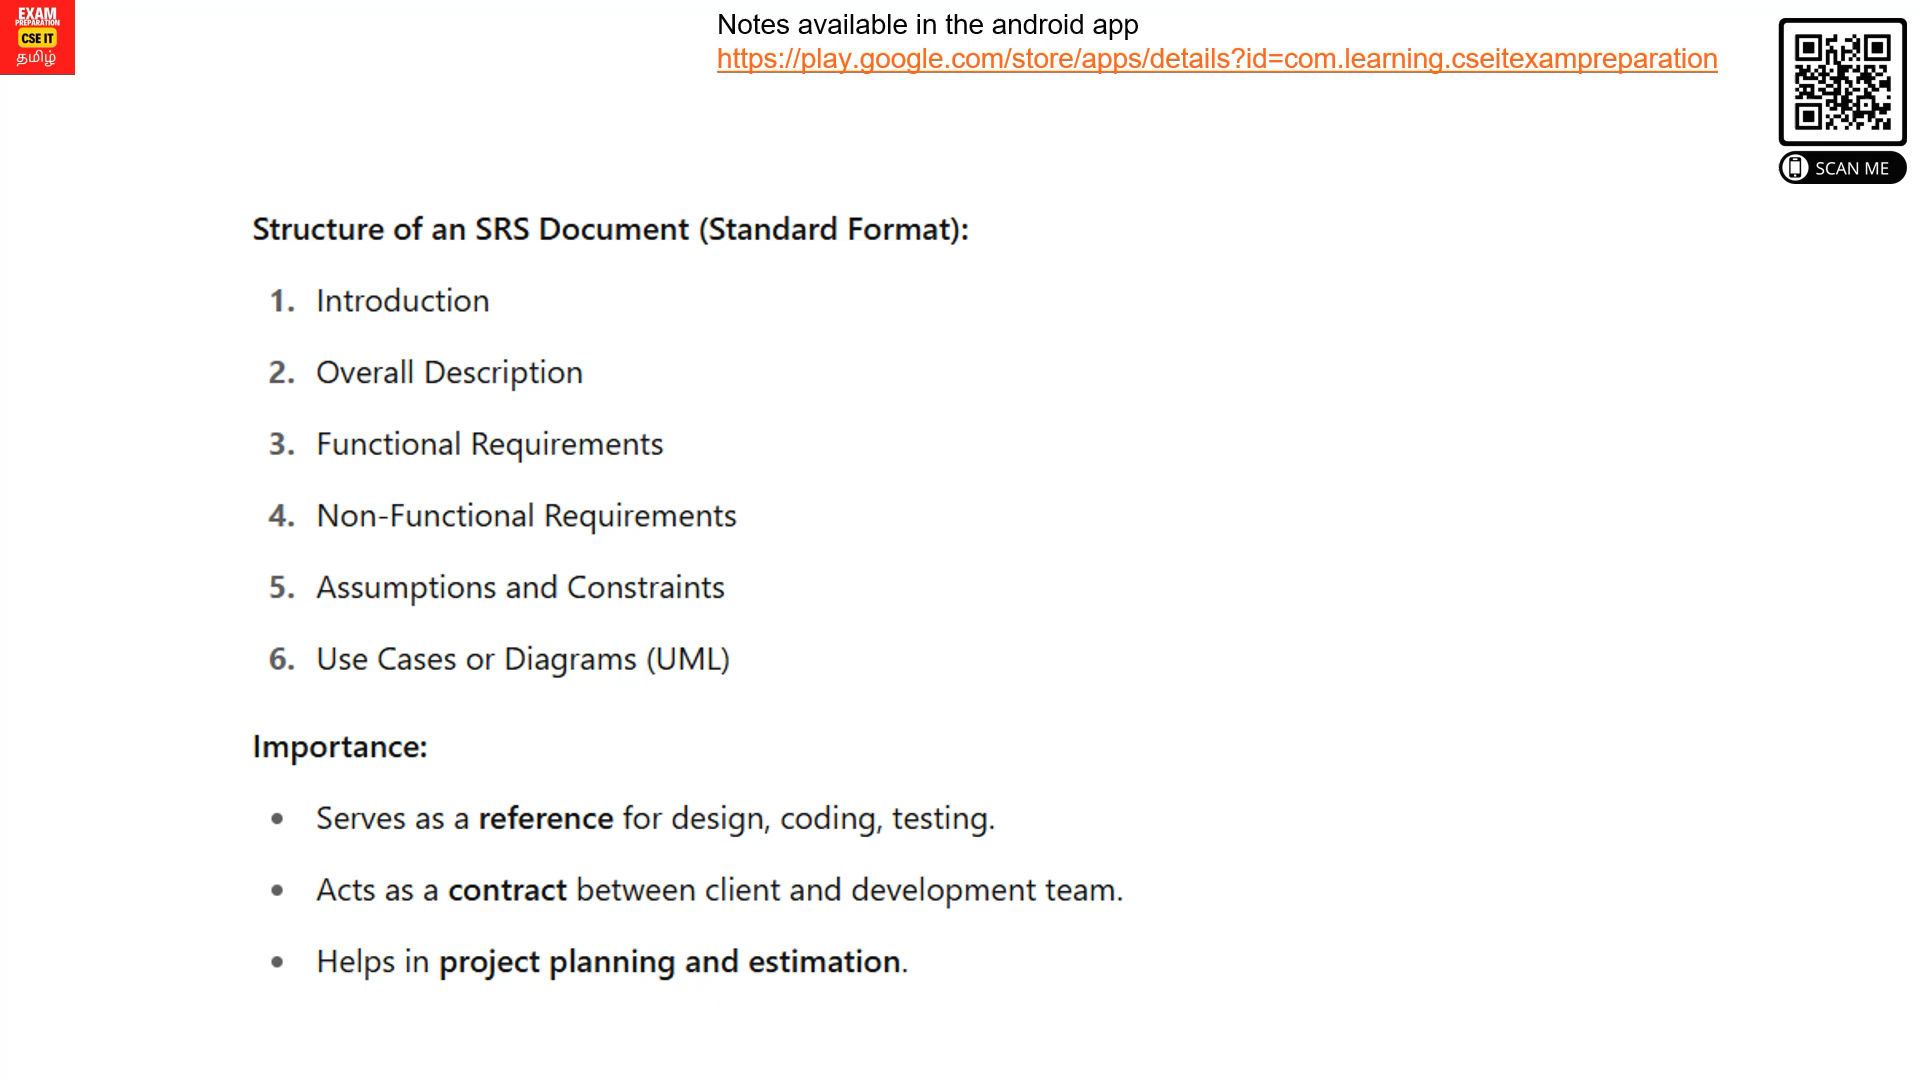 EXAM
PREPARATION
CSE IT
தமிழ்
Notes available in the android app
https://play.google.com/store/apps/details?id=com.learning.cseitexampreparation
SCAN ME
Structure of an SRS Document (Standard Format):
1. Introduction
2. Overall Description
3. Functional Requirements
4. Non-Functional Requirements
5. Assumptions and Constraints
6. Use Cases or Diagrams (UML)
Importance:
• Serves as a reference for design, coding, testing.
• Acts as a contract between client and development team.
• Helps in project planning and estimation.